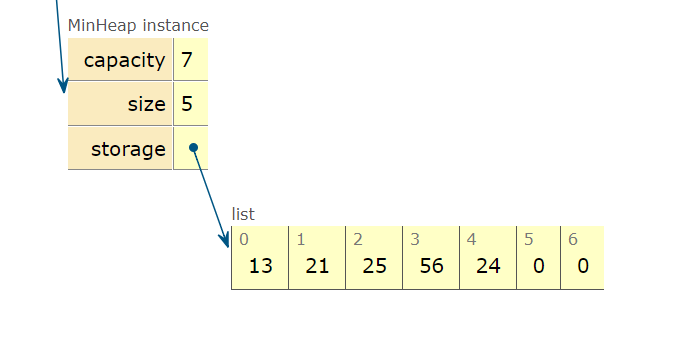 MinHeap instance
capacity 7
size 5
storage
list
0 1 2 3 4 5 6
13 21 25 56 24 0 0